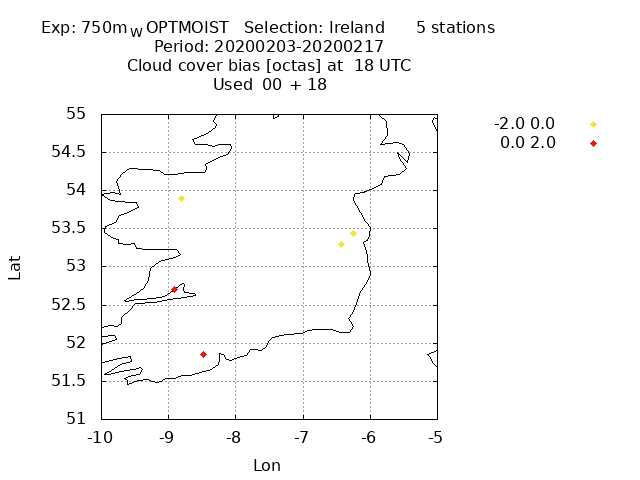 Exp: 750m_W OPTMOIST   Selection: Ireland      5 stations
Period: 20200203-20200217
Cloud cover bias [octas] at  18 UTC
Used  00 + 18
-2.0 0.0
0.0 2.0
55
54.5
54
53.5
53
52.5
52
51.5
51
Lat
-10 -9 -8 -7 -6 -5
Lon